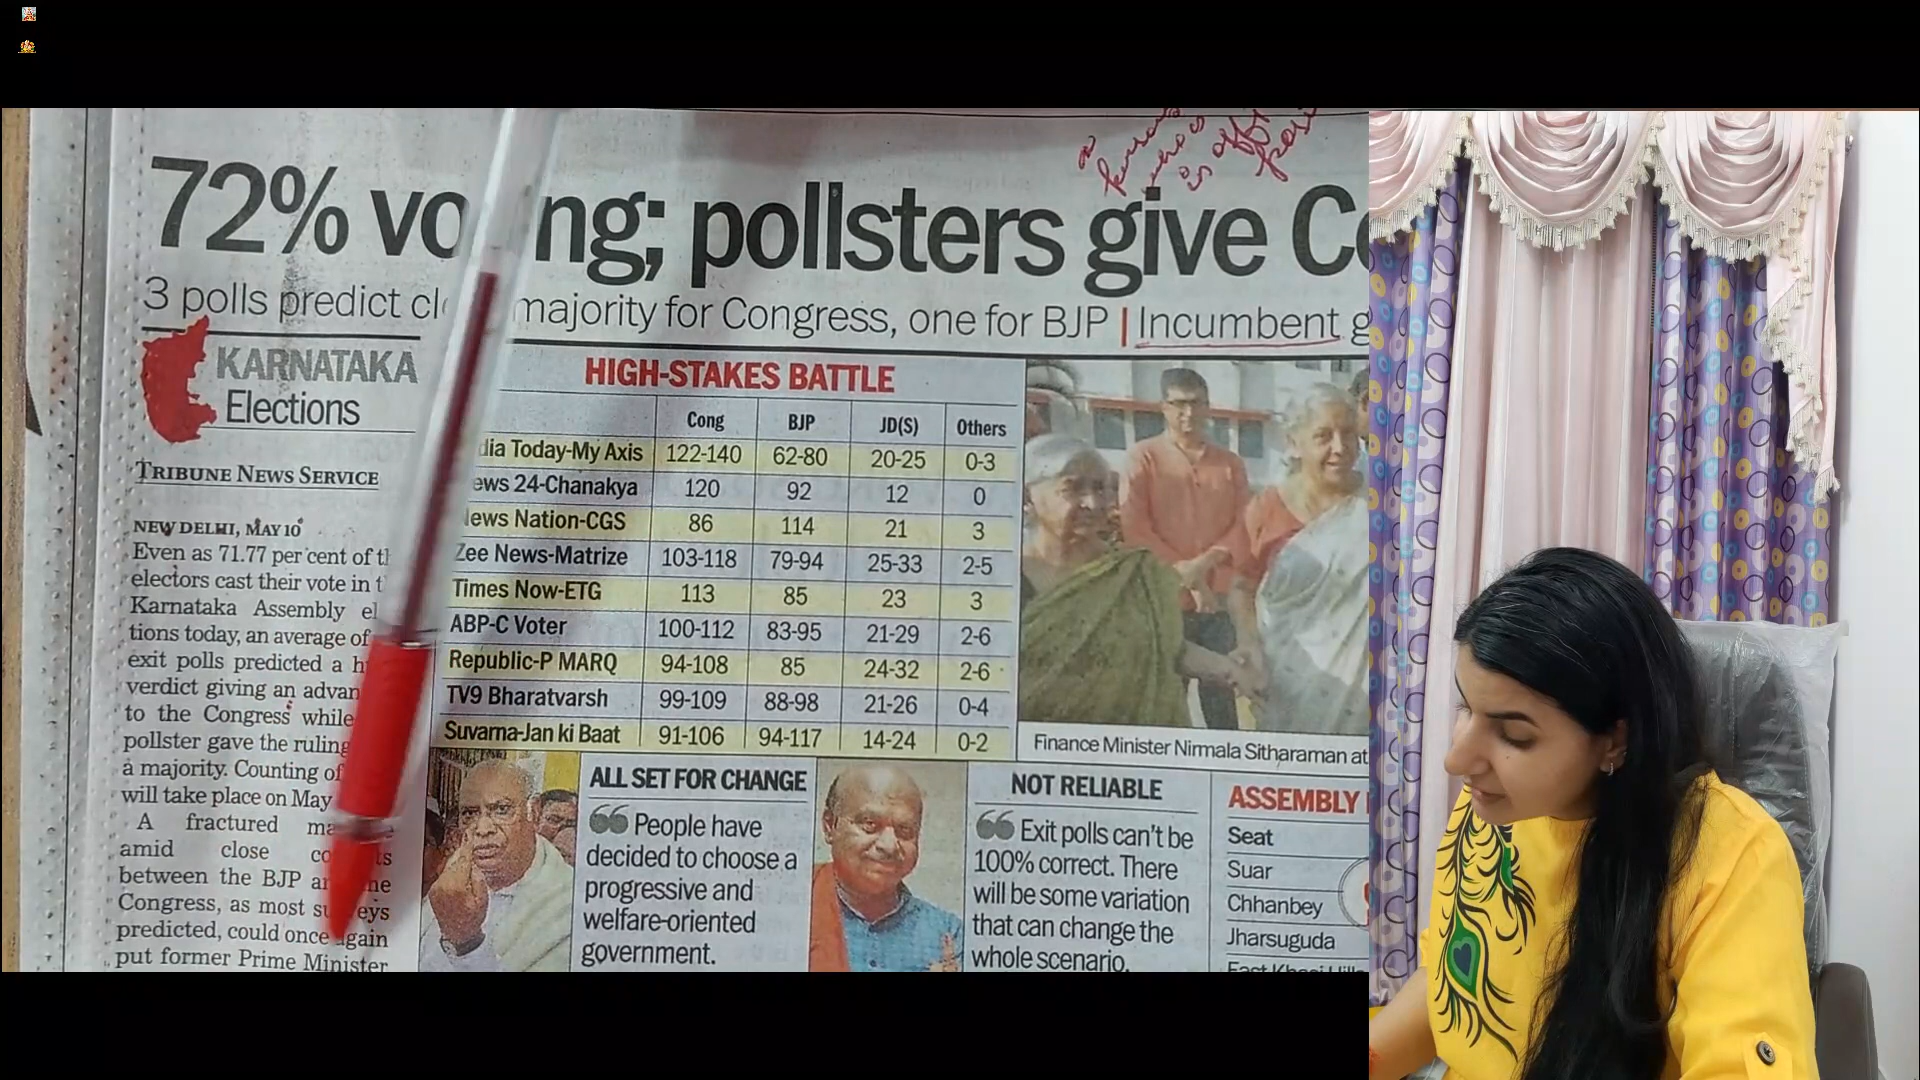 72% vo ng; pollsters give C
3 polls predict cl majority for Congress, one for BJP | Incumbent g
KARNATAKA
Elections
TRIBUNE NEWS SERVICE
NEW DELHI, MAY 10
Even as 71.77 per cent of th
electors cast their vote in t
Karnataka Assembly el
tions today, an average of
exit polls predicted a h
verdict giving an advan
to the Congress while
pollster gave the ruling
a majority. Counting of
will take place on May
A fractured ma
amid close co ts
between the BJP an ne
Congress, as most su eys
predicted, could once again
put former Prime Minister
HIGH-STAKES BATTLE
Cong BJP JD(S) Others
dia Today-My Axis 122-140 62-80 20-25 0-3
ews 24-Chanakya 120 92 12 0
ews Nation-CGS 86 114 21 3
Zee News-Matrize 103-118 79-94 25-33 2-5
Times Now-ETG 113 85 23 3
ABP-C Voter 100-112 83-95 21-29 2-6
Republic-P MARQ 94-108 85 24-32 2-6
TV9 Bharatvarsh 99-109 88-98 21-26 0-4
Suvarna-Jan ki Baat 91-106 94-117 14-24 0-2
Finance Minister Nirmala Sitharaman at
ALL SET FOR CHANGE
People have
decided to choose a
progressive and
welfare-oriented
government.
NOT RELIABLE
Exit polls can't be
100% correct. There
will be some variation
that can change the
whole scenario.
ASSEMBLY
Seat
Suar
Chhanbey
Jharsuguda